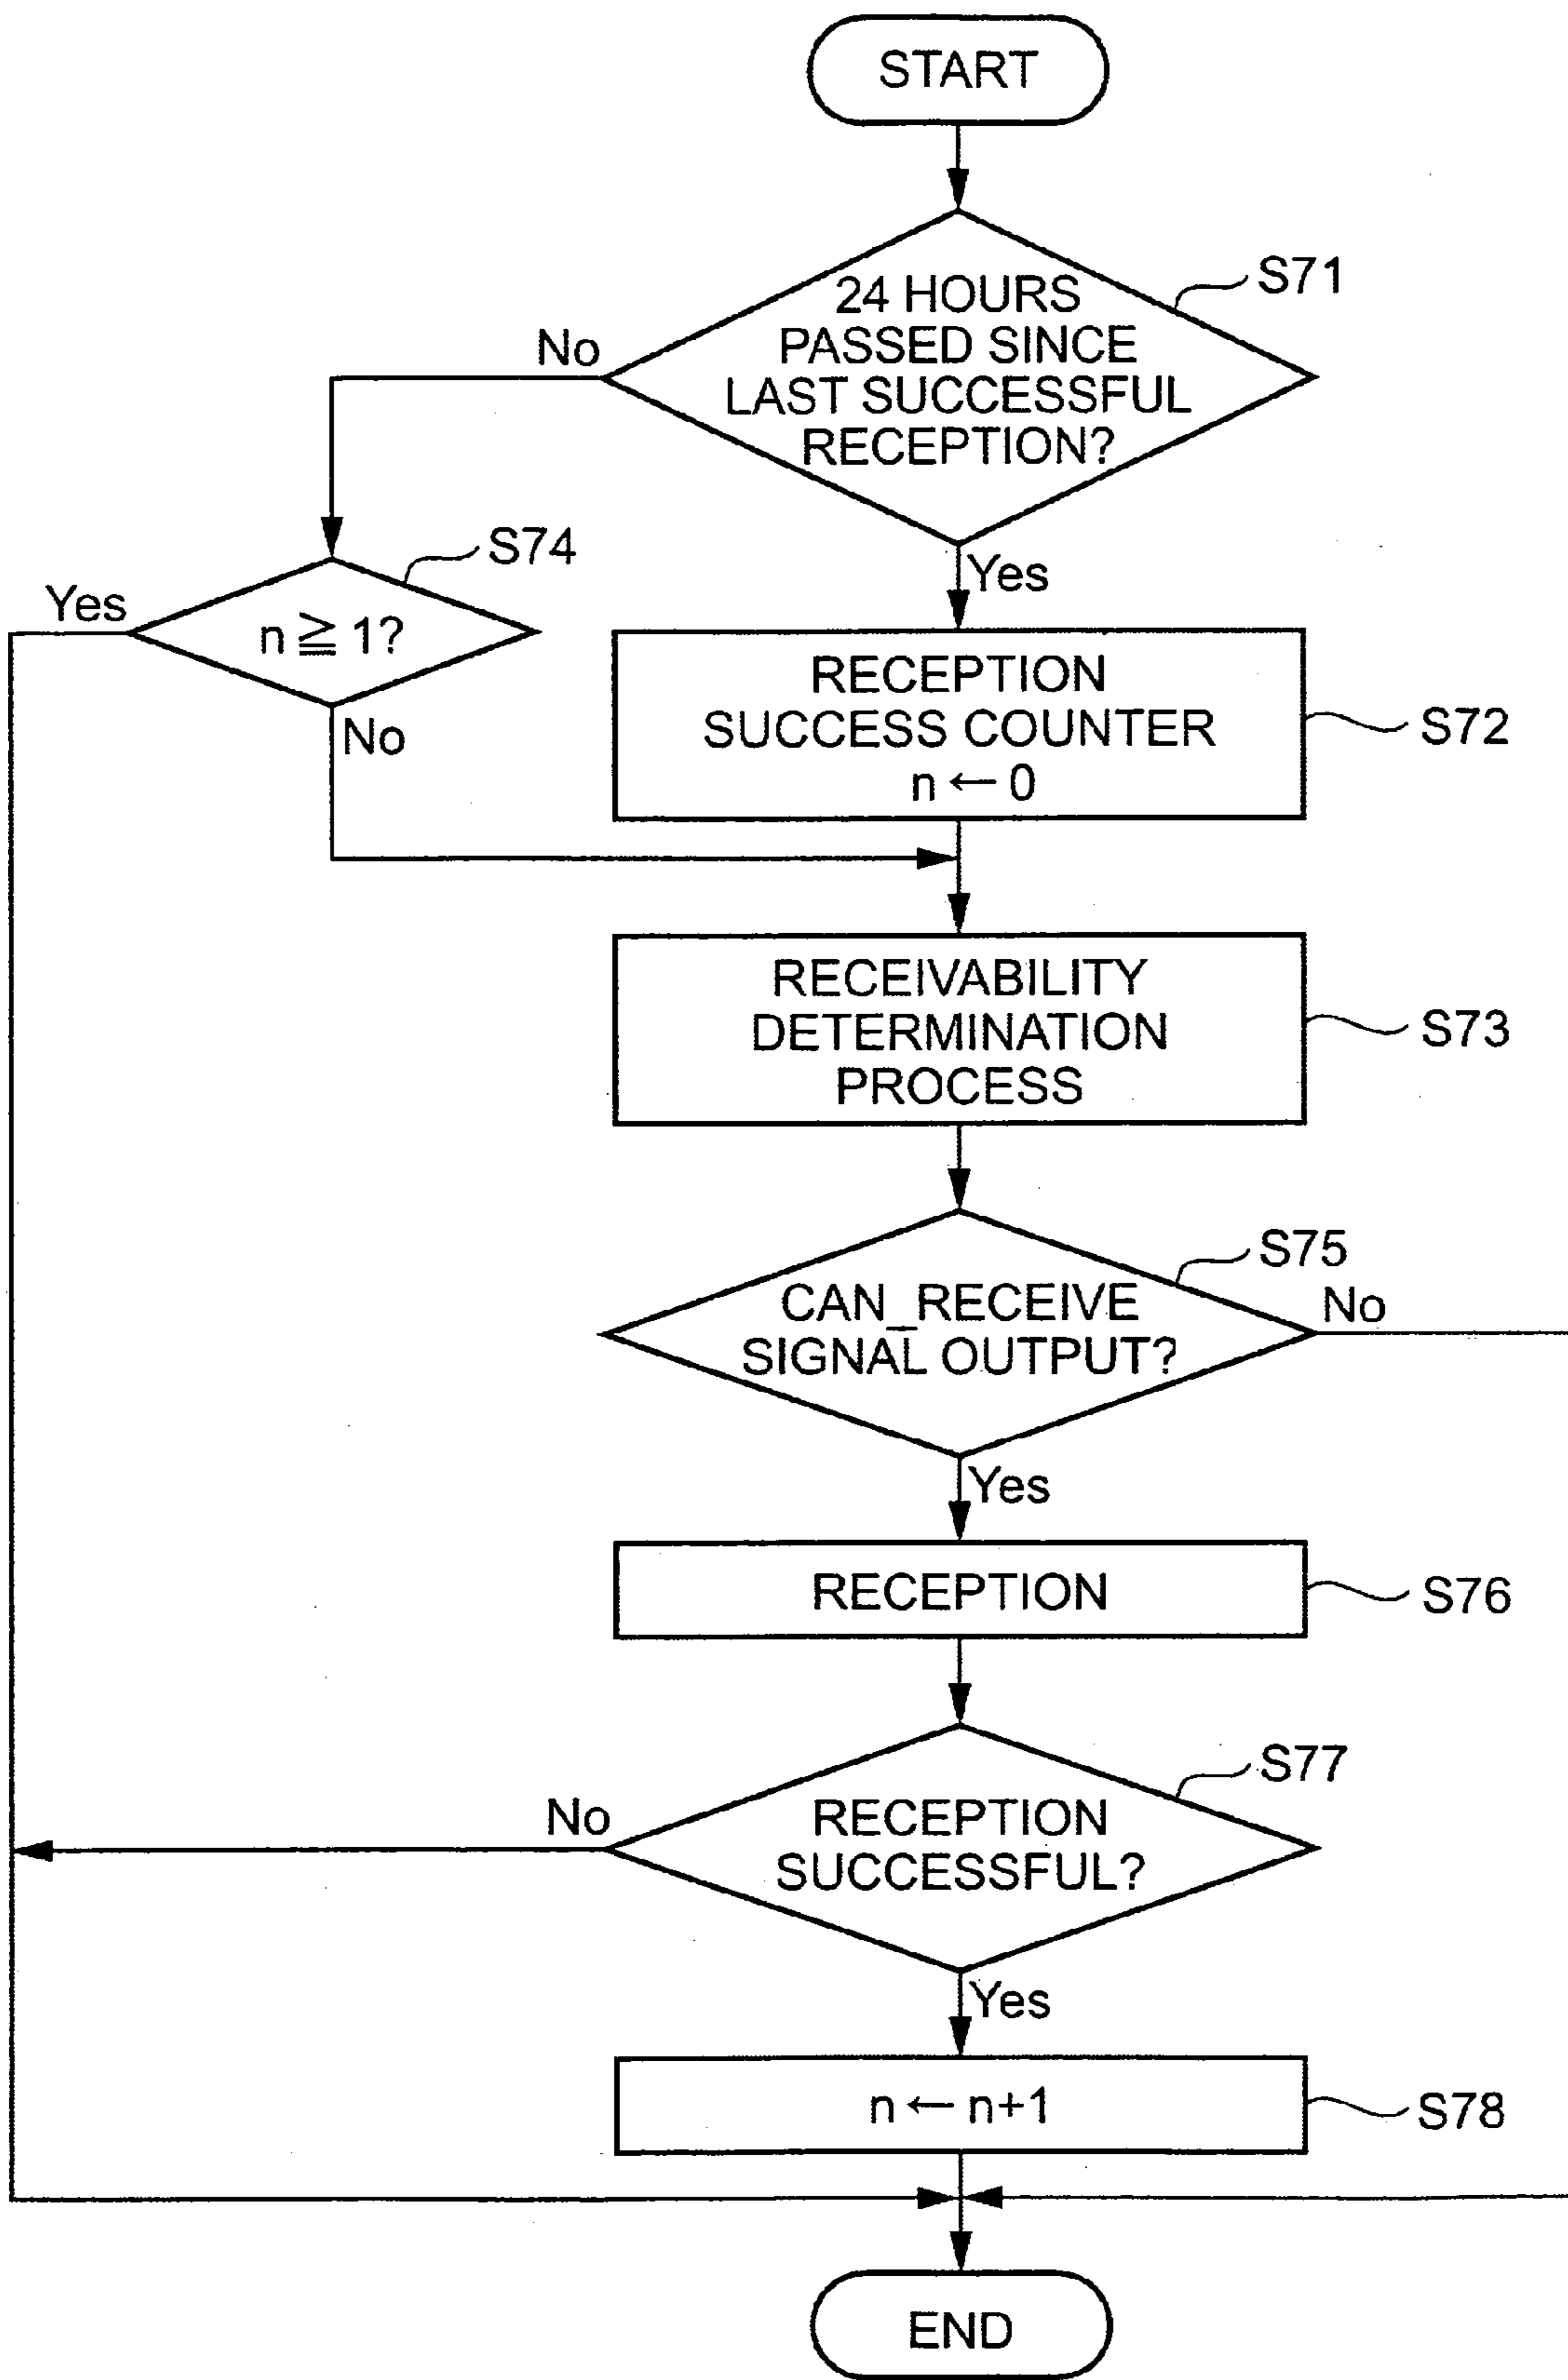 START
24 HOURS
PASSED SINCE
LAST SUCCESSFUL
RECEPTION?
S71
No
Yes
S74
n ≧ 1?
Yes
No
RECEPTION
SUCCESS COUNTER
n ← 0
S72
RECEIVABILITY
DETERMINATION
PROCESS
S73
CAN_RECEIVE
SIGNAL OUTPUT?
S75
No
Yes
RECEPTION
S76
RECEPTION
SUCCESSFUL?
S77
No
Yes
n ← n+1
S78
END